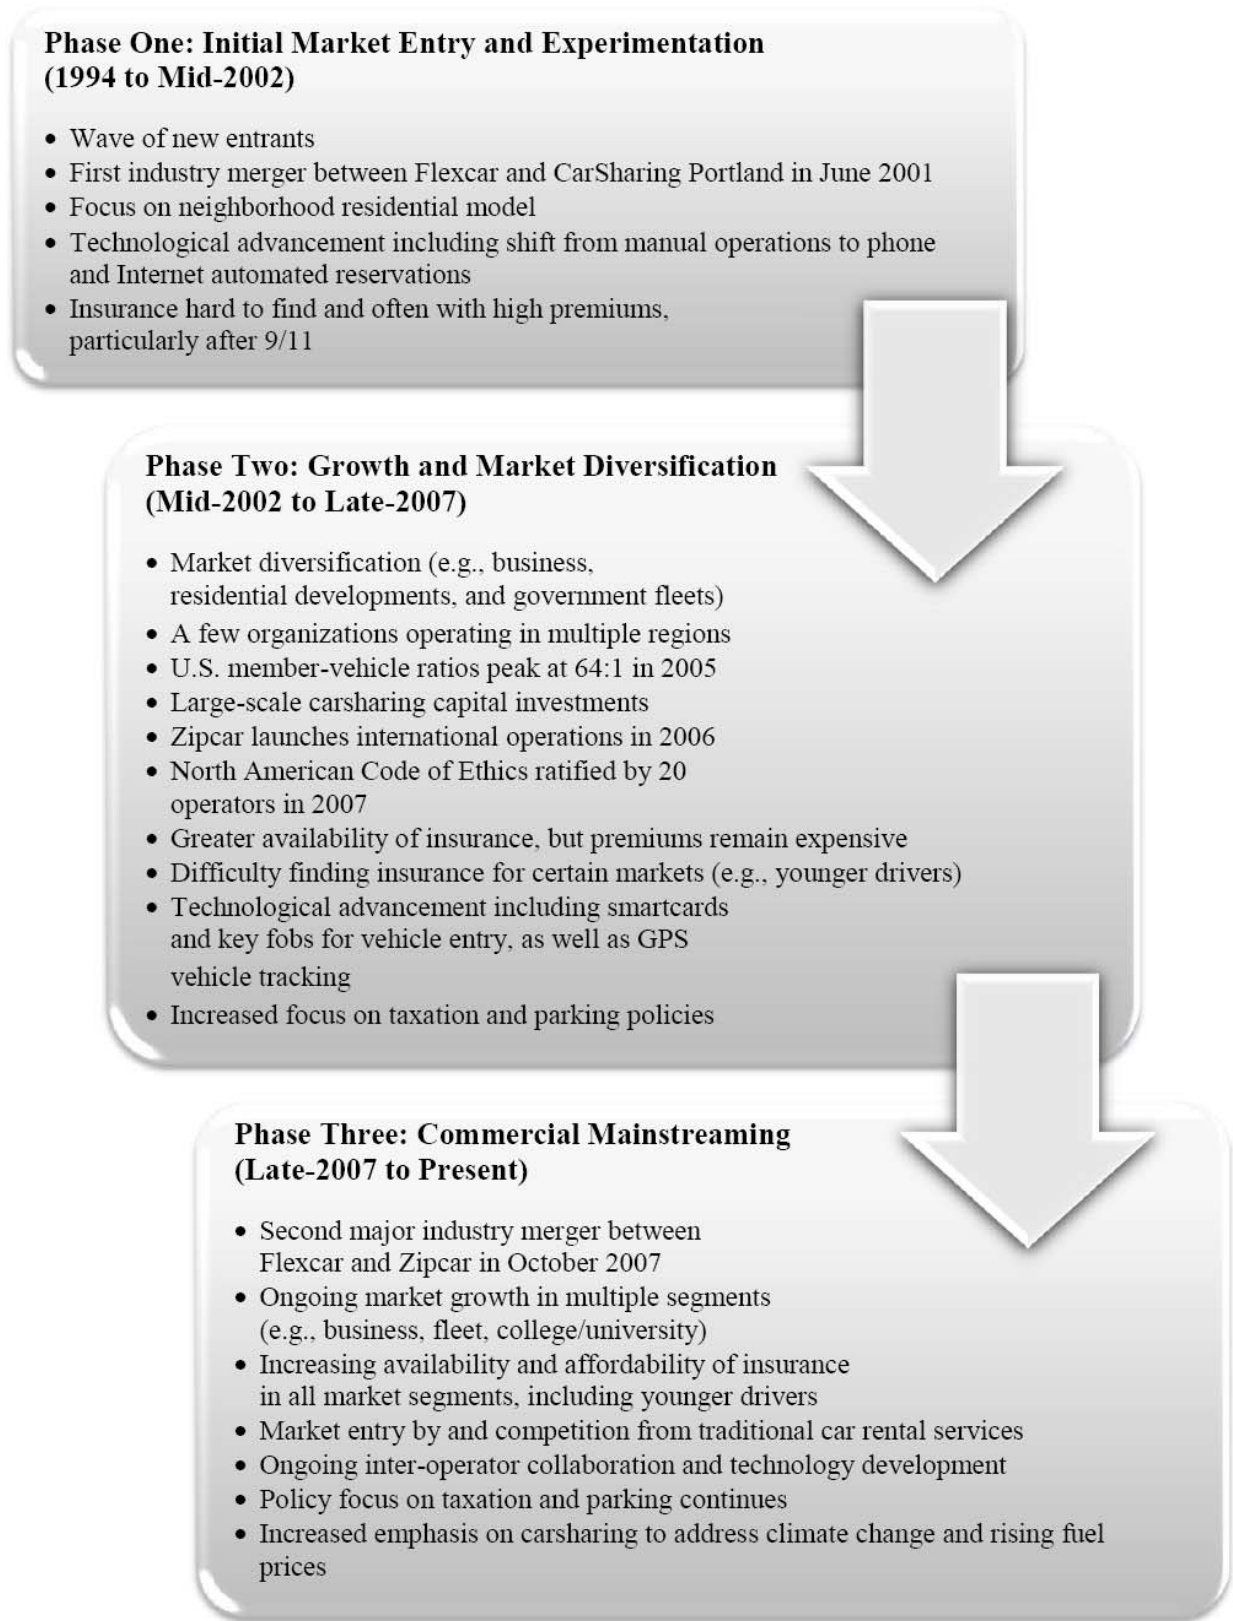 Phase One: Initial Market Entry and Experimentation
(1994 to Mid-2002)
• Wave of new entrants
• First industry merger between Flexcar and CarSharing Portland in June 2001
• Focus on neighborhood residential model
• Technological advancement including shift from manual operations to phone
and Internet automated reservations
• Insurance hard to find and often with high premiums,
particularly after 9/11
Phase Two: Growth and Market Diversification
(Mid-2002 to Late-2007)
• Market diversification (e.g., business,
residential developments, and government fleets)
• A few organizations operating in multiple regions
• U.S. member-vehicle ratios peak at 64:1 in 2005
• Large-scale carsharing capital investments
• Zipcar launches international operations in 2006
• North American Code of Ethics ratified by 20
operators in 2007
• Greater availability of insurance, but premiums remain expensive
• Difficulty finding insurance for certain markets (e.g., younger drivers)
• Technological advancement including smartcards
and key fobs for vehicle entry, as well as GPS
vehicle tracking
• Increased focus on taxation and parking policies
Phase Three: Commercial Mainstreaming
(Late-2007 to Present)
• Second major industry merger between
Flexcar and Zipcar in October 2007
• Ongoing market growth in multiple segments
(e.g., business, fleet, college/university)
• Increasing availability and affordability of insurance
in all market segments, including younger drivers
• Market entry by and competition from traditional car rental services
• Ongoing inter-operator collaboration and technology development
• Policy focus on taxation and parking continues
• Increased emphasis on carsharing to address climate change and rising fuel
prices